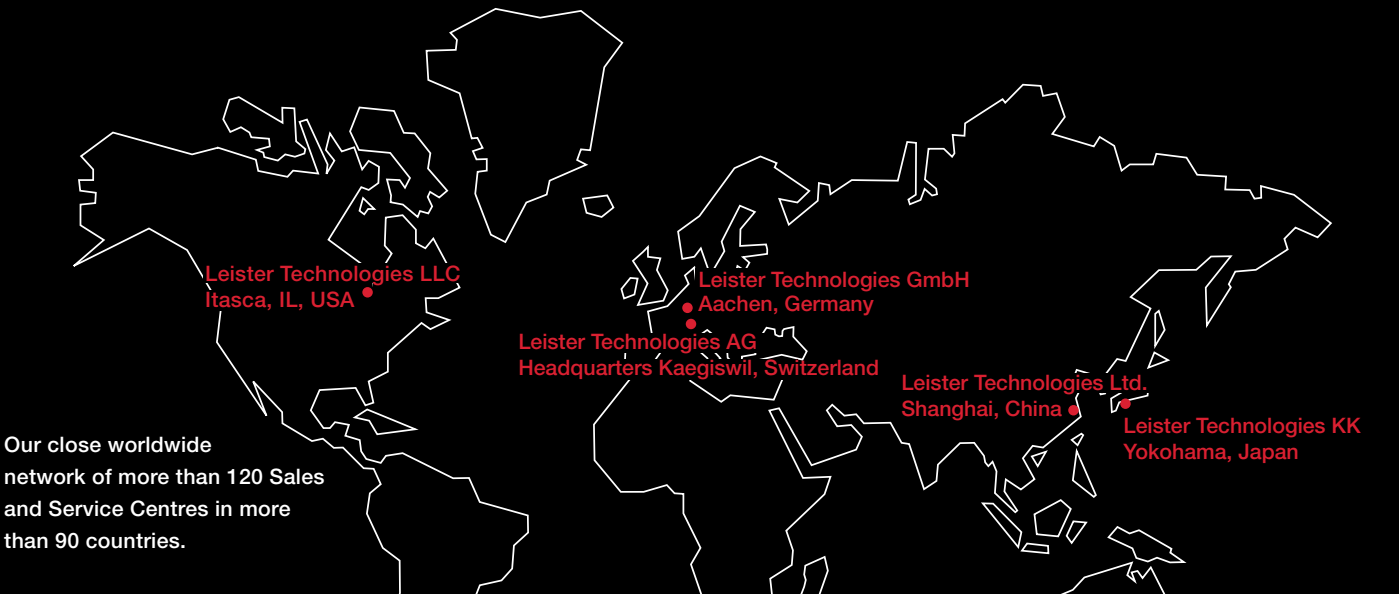 Leister Technologies LLC
Itasca, IL, USA
Leister Technologies GmbH
Aachen, Germany
Leister Technologies AG
Headquarters Kaegiswil, Switzerland
Leister Technologies Ltd.
Shanghai, China
Leister Technologies KK
Yokohama, Japan
Our close worldwide
network of more than 120 Sales
and Service Centres in more
than 90 countries.